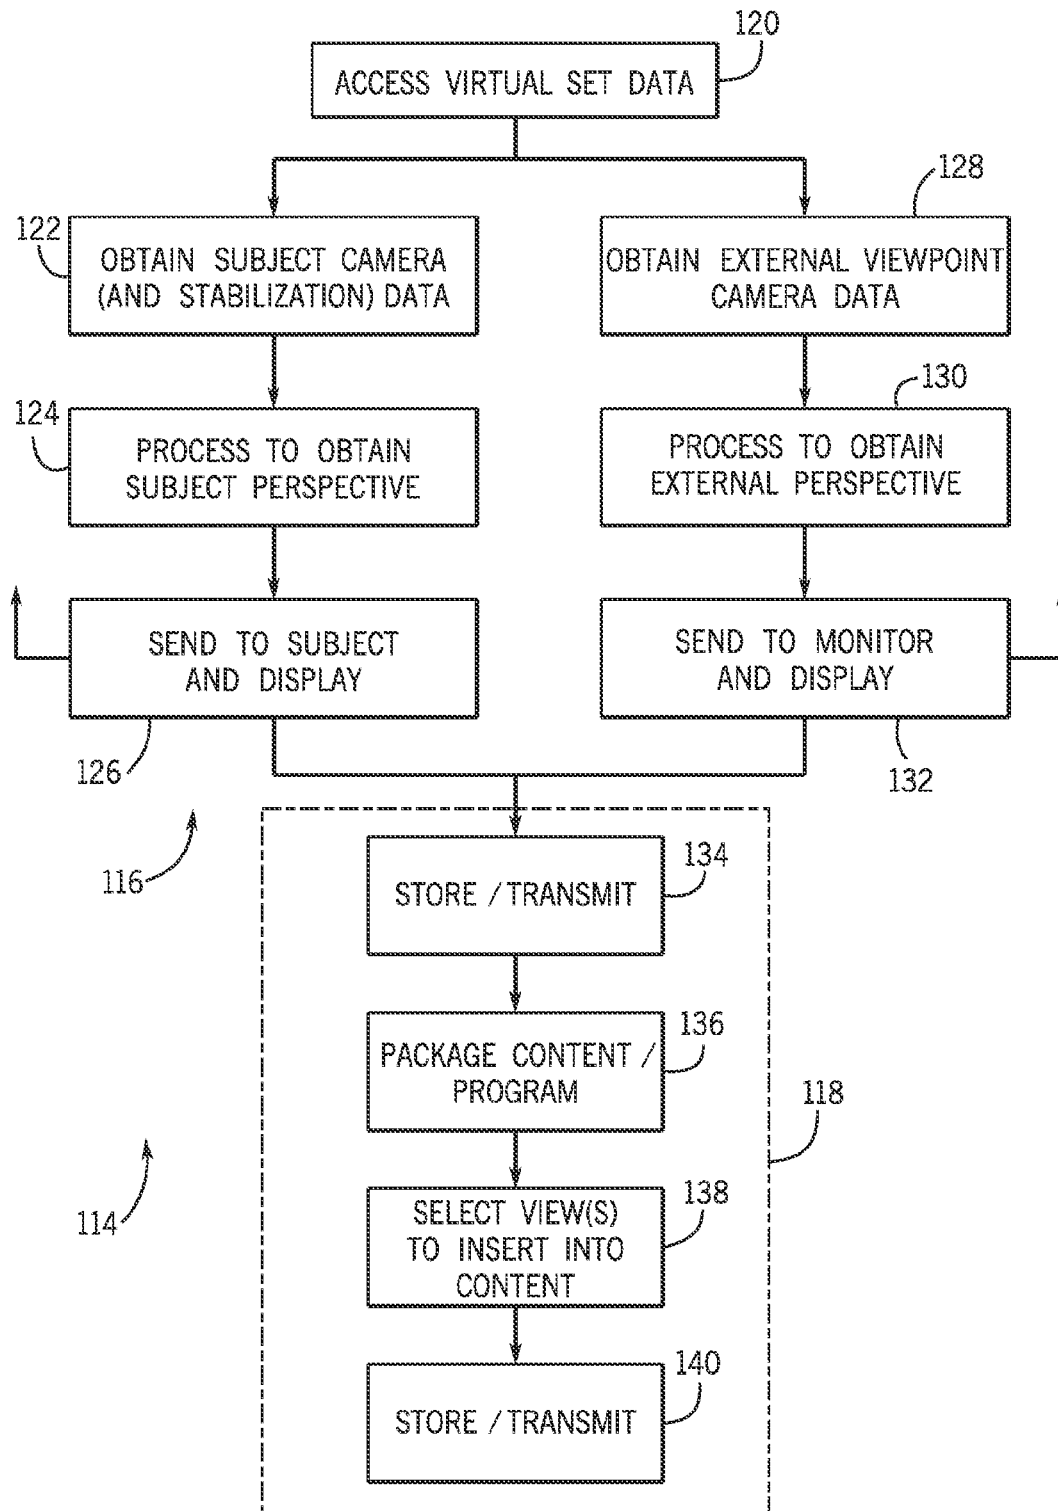 120
ACCESS VIRTUAL SET DATA
122
OBTAIN SUBJECT CAMERA
(AND STABILIZATION) DATA
128
OBTAIN EXTERNAL VIEWPOINT
CAMERA DATA
124
PROCESS TO OBTAIN
SUBJECT PERSPECTIVE
130
PROCESS TO OBTAIN
EXTERNAL PERSPECTIVE
SEND TO SUBJECT
AND DISPLAY
126
SEND TO MONITOR
AND DISPLAY
132
116
STORE / TRANSMIT
134
PACKAGE CONTENT /
PROGRAM
136
118
114
SELECT VIEW(S)
TO INSERT INTO
CONTENT
138
STORE / TRANSMIT
140